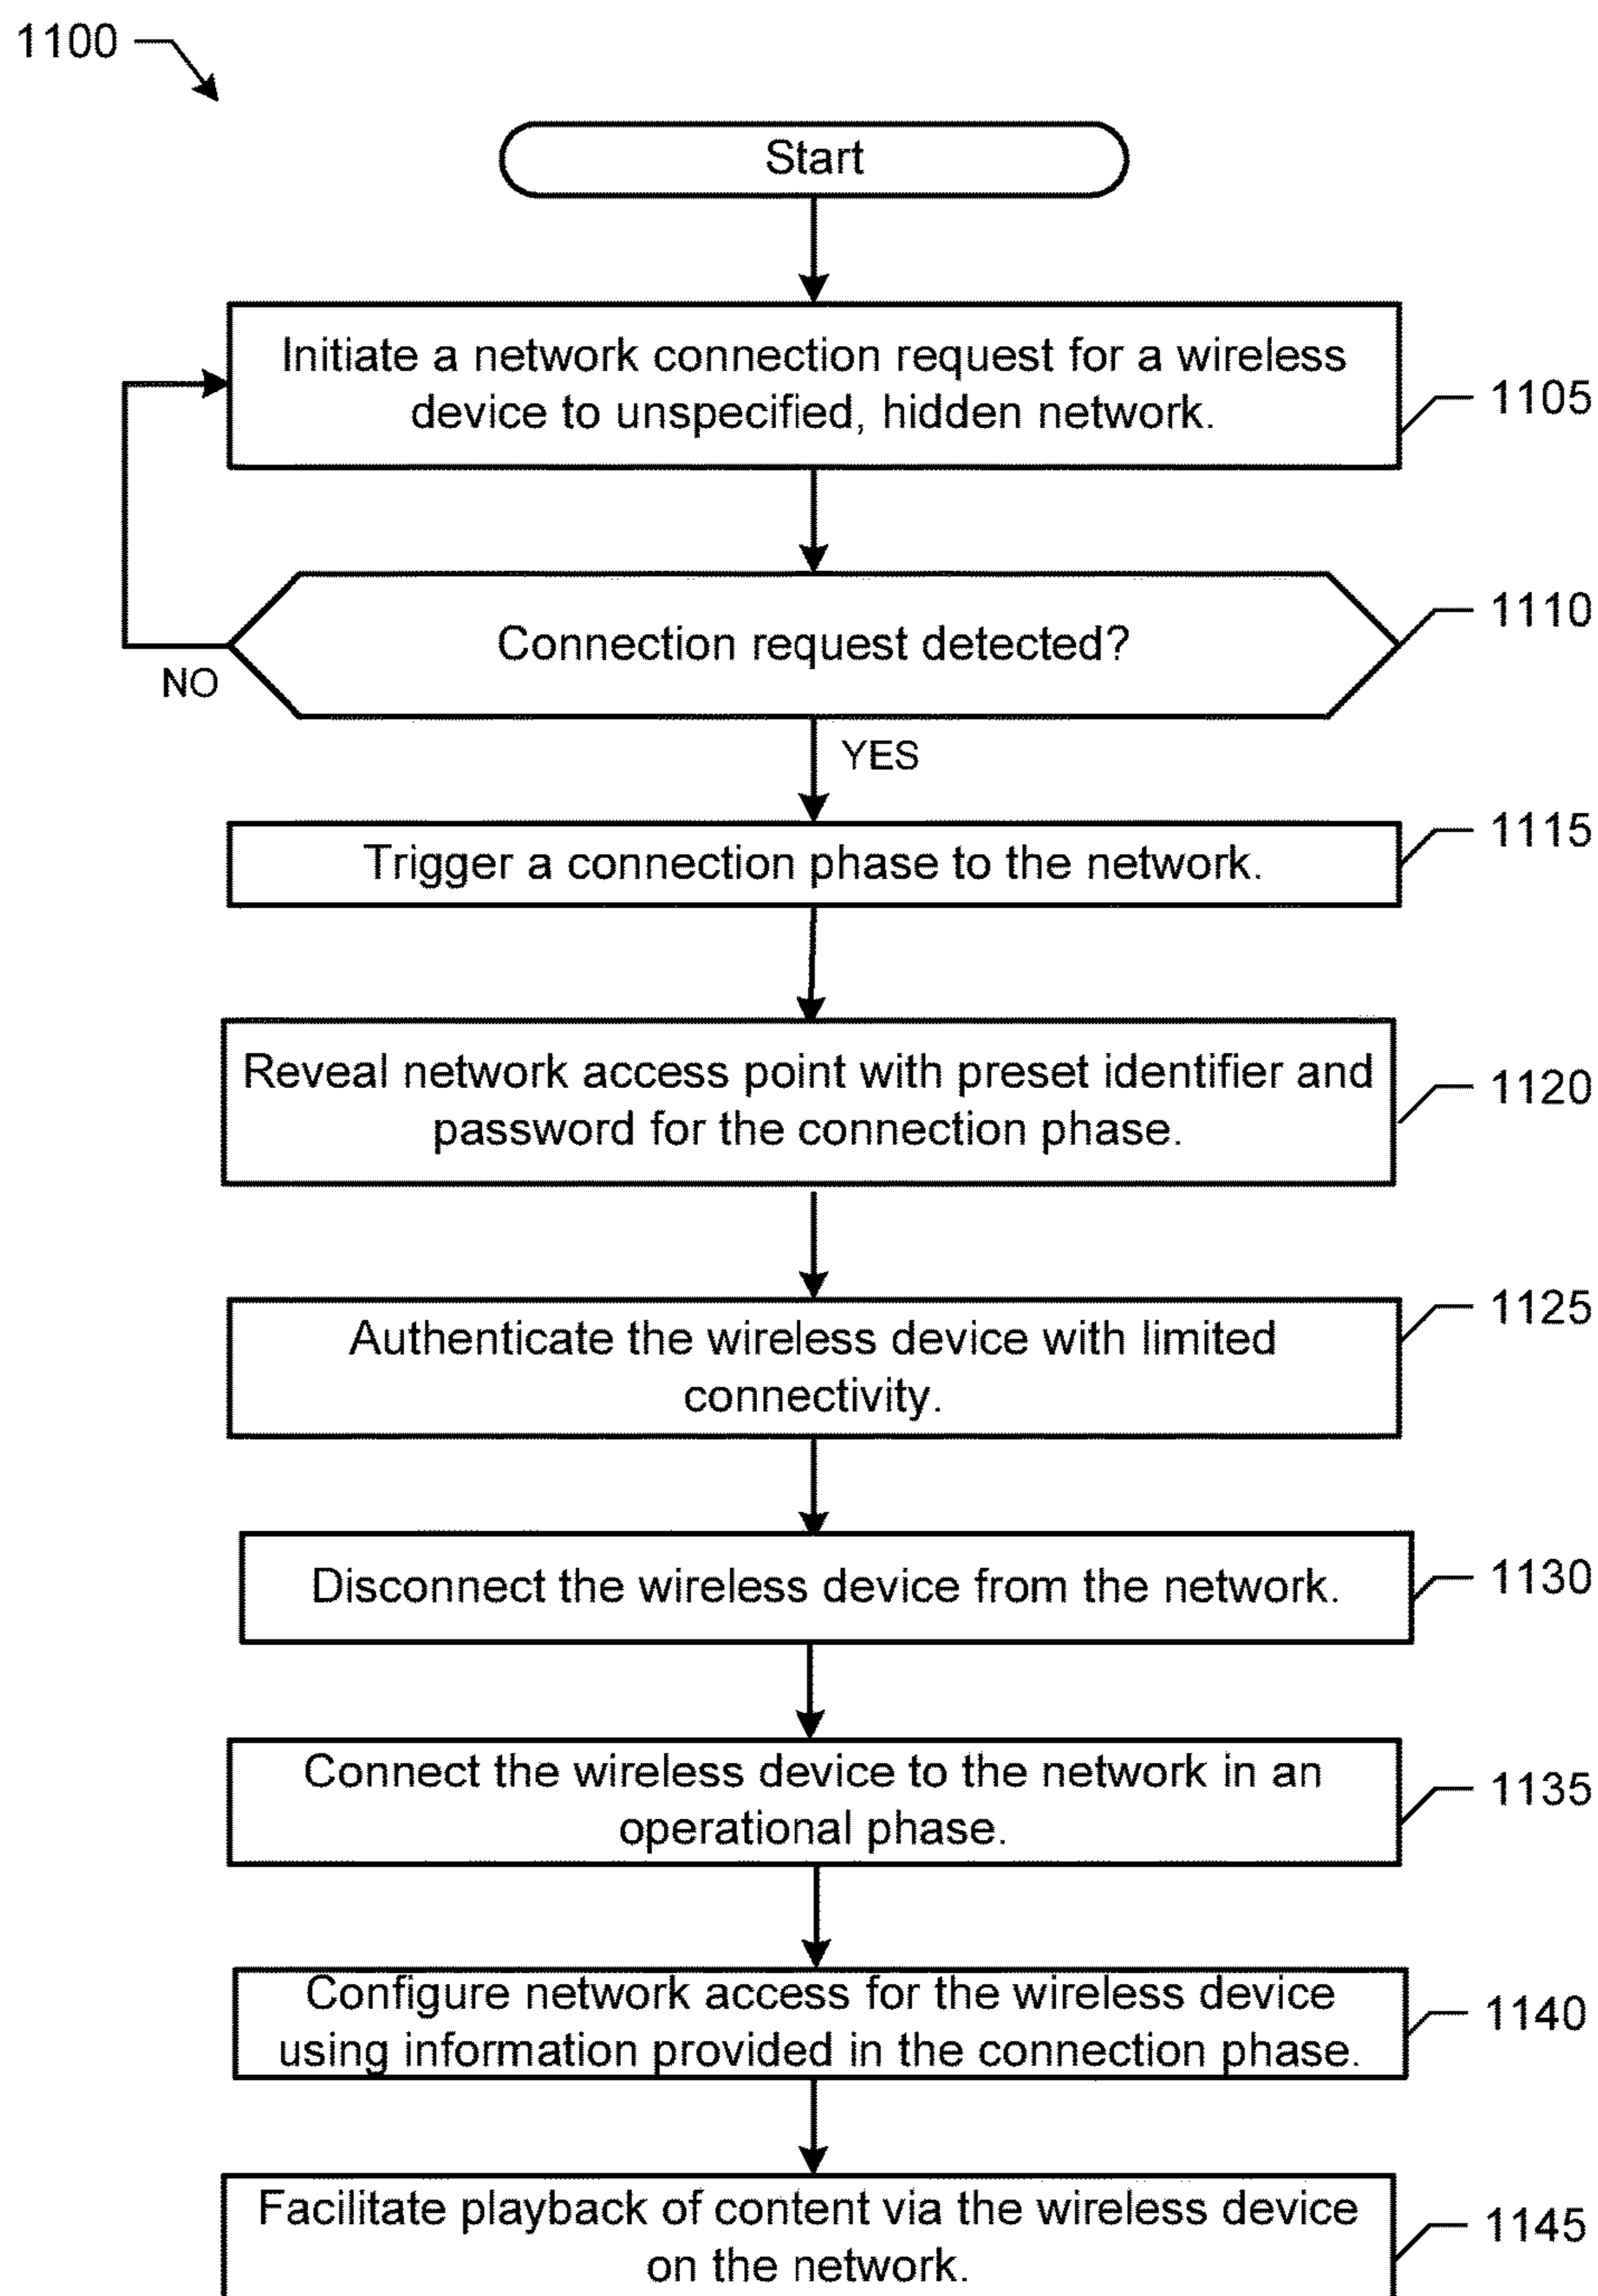 1100
Start
Initiate a network connection request for a wireless
device to unspecified, hidden network.
1105
Connection request detected?
1110
NO
YES
Trigger a connection phase to the network.
1115
Reveal network access point with preset identifier and
password for the connection phase.
1120
Authenticate the wireless device with limited
connectivity.
1125
Disconnect the wireless device from the network.
1130
Connect the wireless device to the network in an
operational phase.
1135
Configure network access for the wireless device
using information provided in the connection phase.
1140
Facilitate playback of content via the wireless device
on the network.
1145